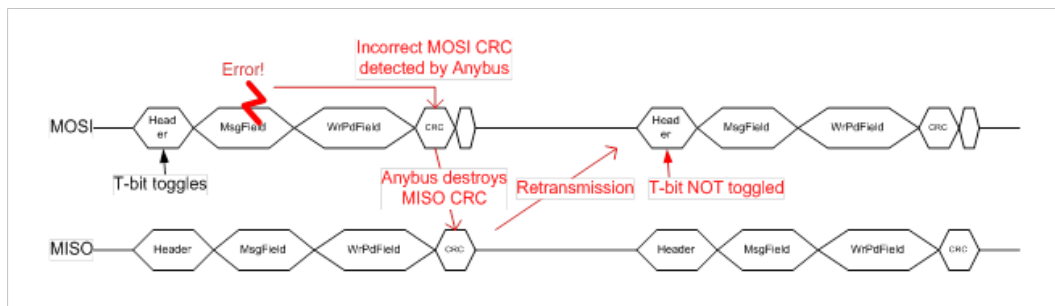 Incorrect MOSI CRC
detected by Anybus
Error!
MOSI
Head
er
MsgField
WrPdField
CRC
Head
er
MsgField
WrPdField
CRC
T-bit toggles
Anybus destroys
MISO CRC
Retransmission
T-bit NOT toggled
MISO
Header
MsgField
WrPdField
CRC
Header
MsgField
WrPdField
CRC